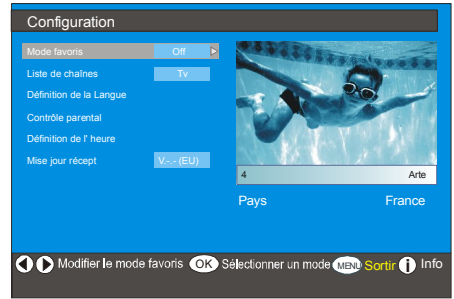 Configuration
Mode favoris Off
Liste de chaînes Tv
Définition de la Langue
Contrôle parental
Définition de l' heure
Mise jour récept V.-.- (EU)
4 Arte
Pays France
Modifier le mode favoris OK Sélectionner un mode MENU Sortir i Info